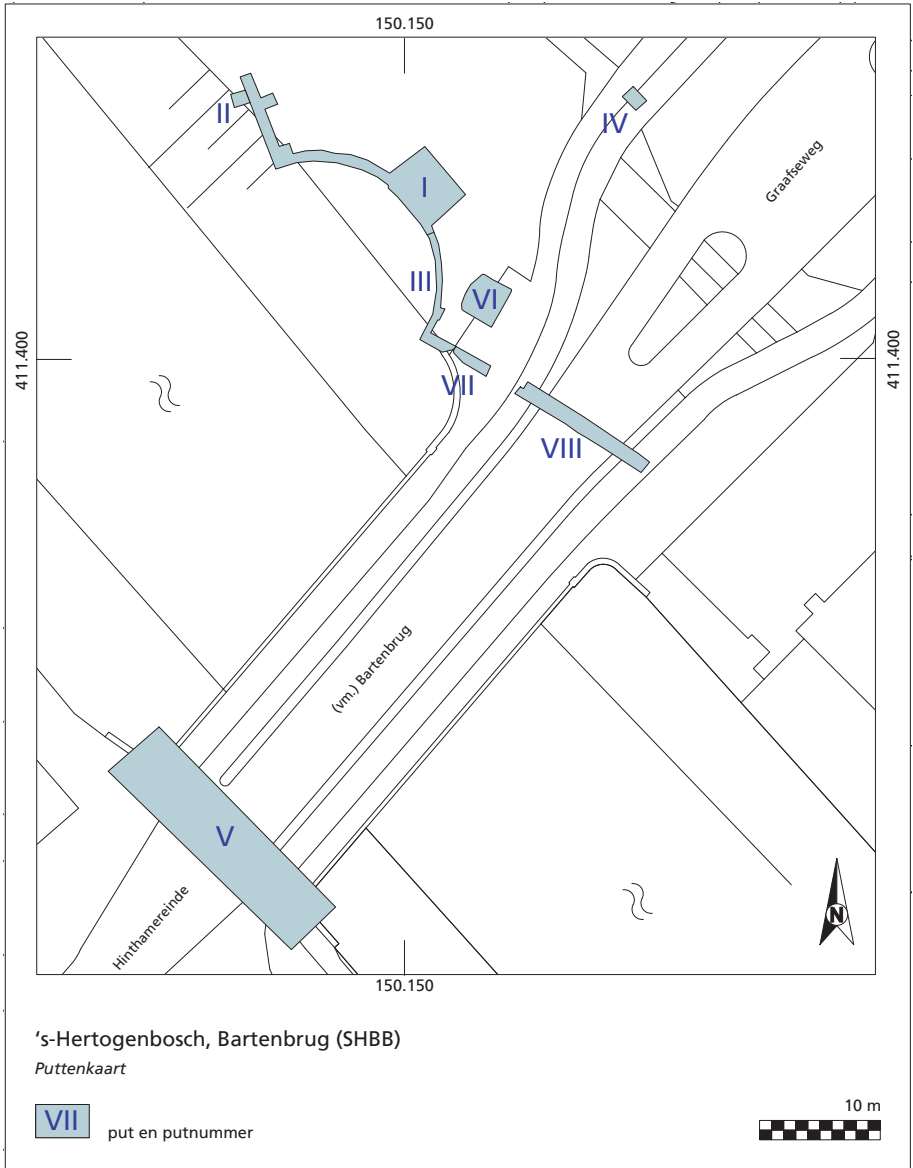 150.150
II
IV
Graafseweg
I
III
VI
411.400
411.400
VII
VIII
(vm.) Bartenbrug
V
Hinthamereinde
N
150.150
‘s-Hertogenbosch, Bartenbrug (SHBB)
Puttenkaart
10 m
VII
put en putnummer